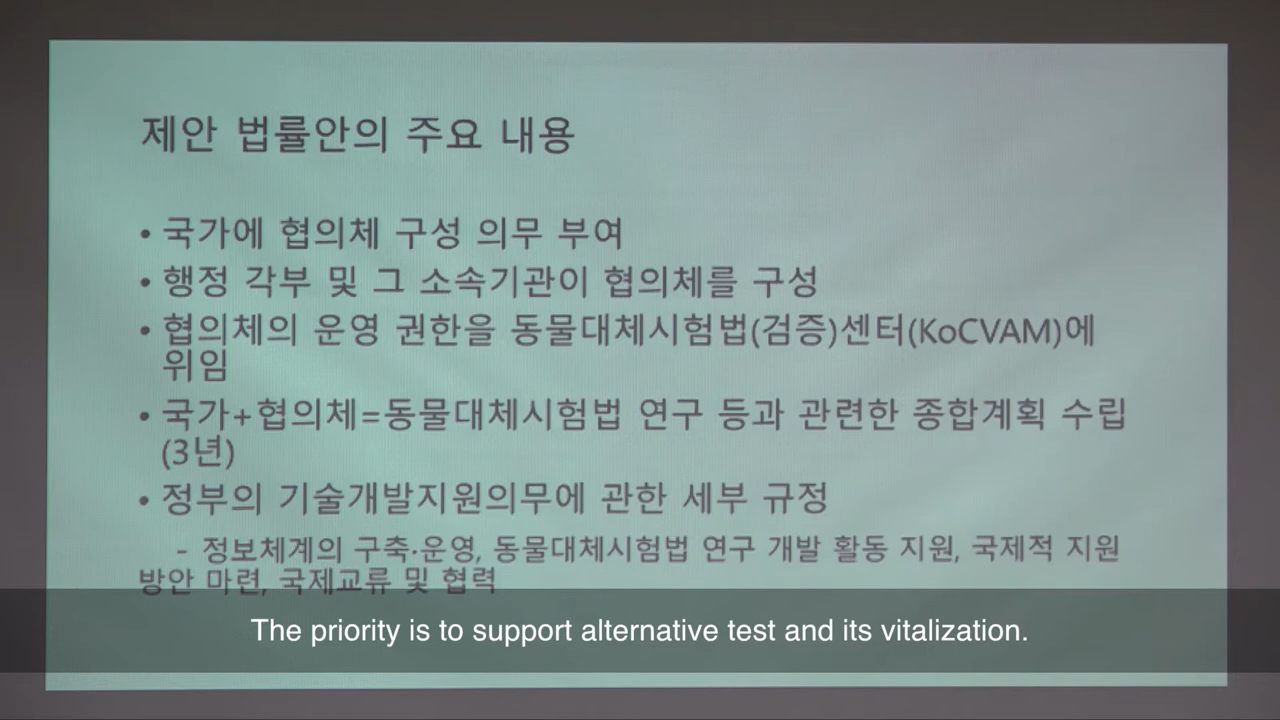 제안 법률안의 주요 내용
• 국가에 협의체 구성 의무 부여
• 행정 각부 및 그 소속기관이 협의체를 구성
• 협의체의 운영 권한을 동물대체시험법(검증)센터(KoCVAM)에
위임
• 국가+협의체=동물대체시험법 연구 등과 관련한 종합계획 수립
(3년)
• 정부의 기술개발지원의무에 관한 세부 규정
- 정보체계의 구축·운영, 동물대체시험법 연구 개발 활동 지원, 국제적 지원
방안 마련, 국제교류 및 협력
The priority is to support alternative test and its vitalization.